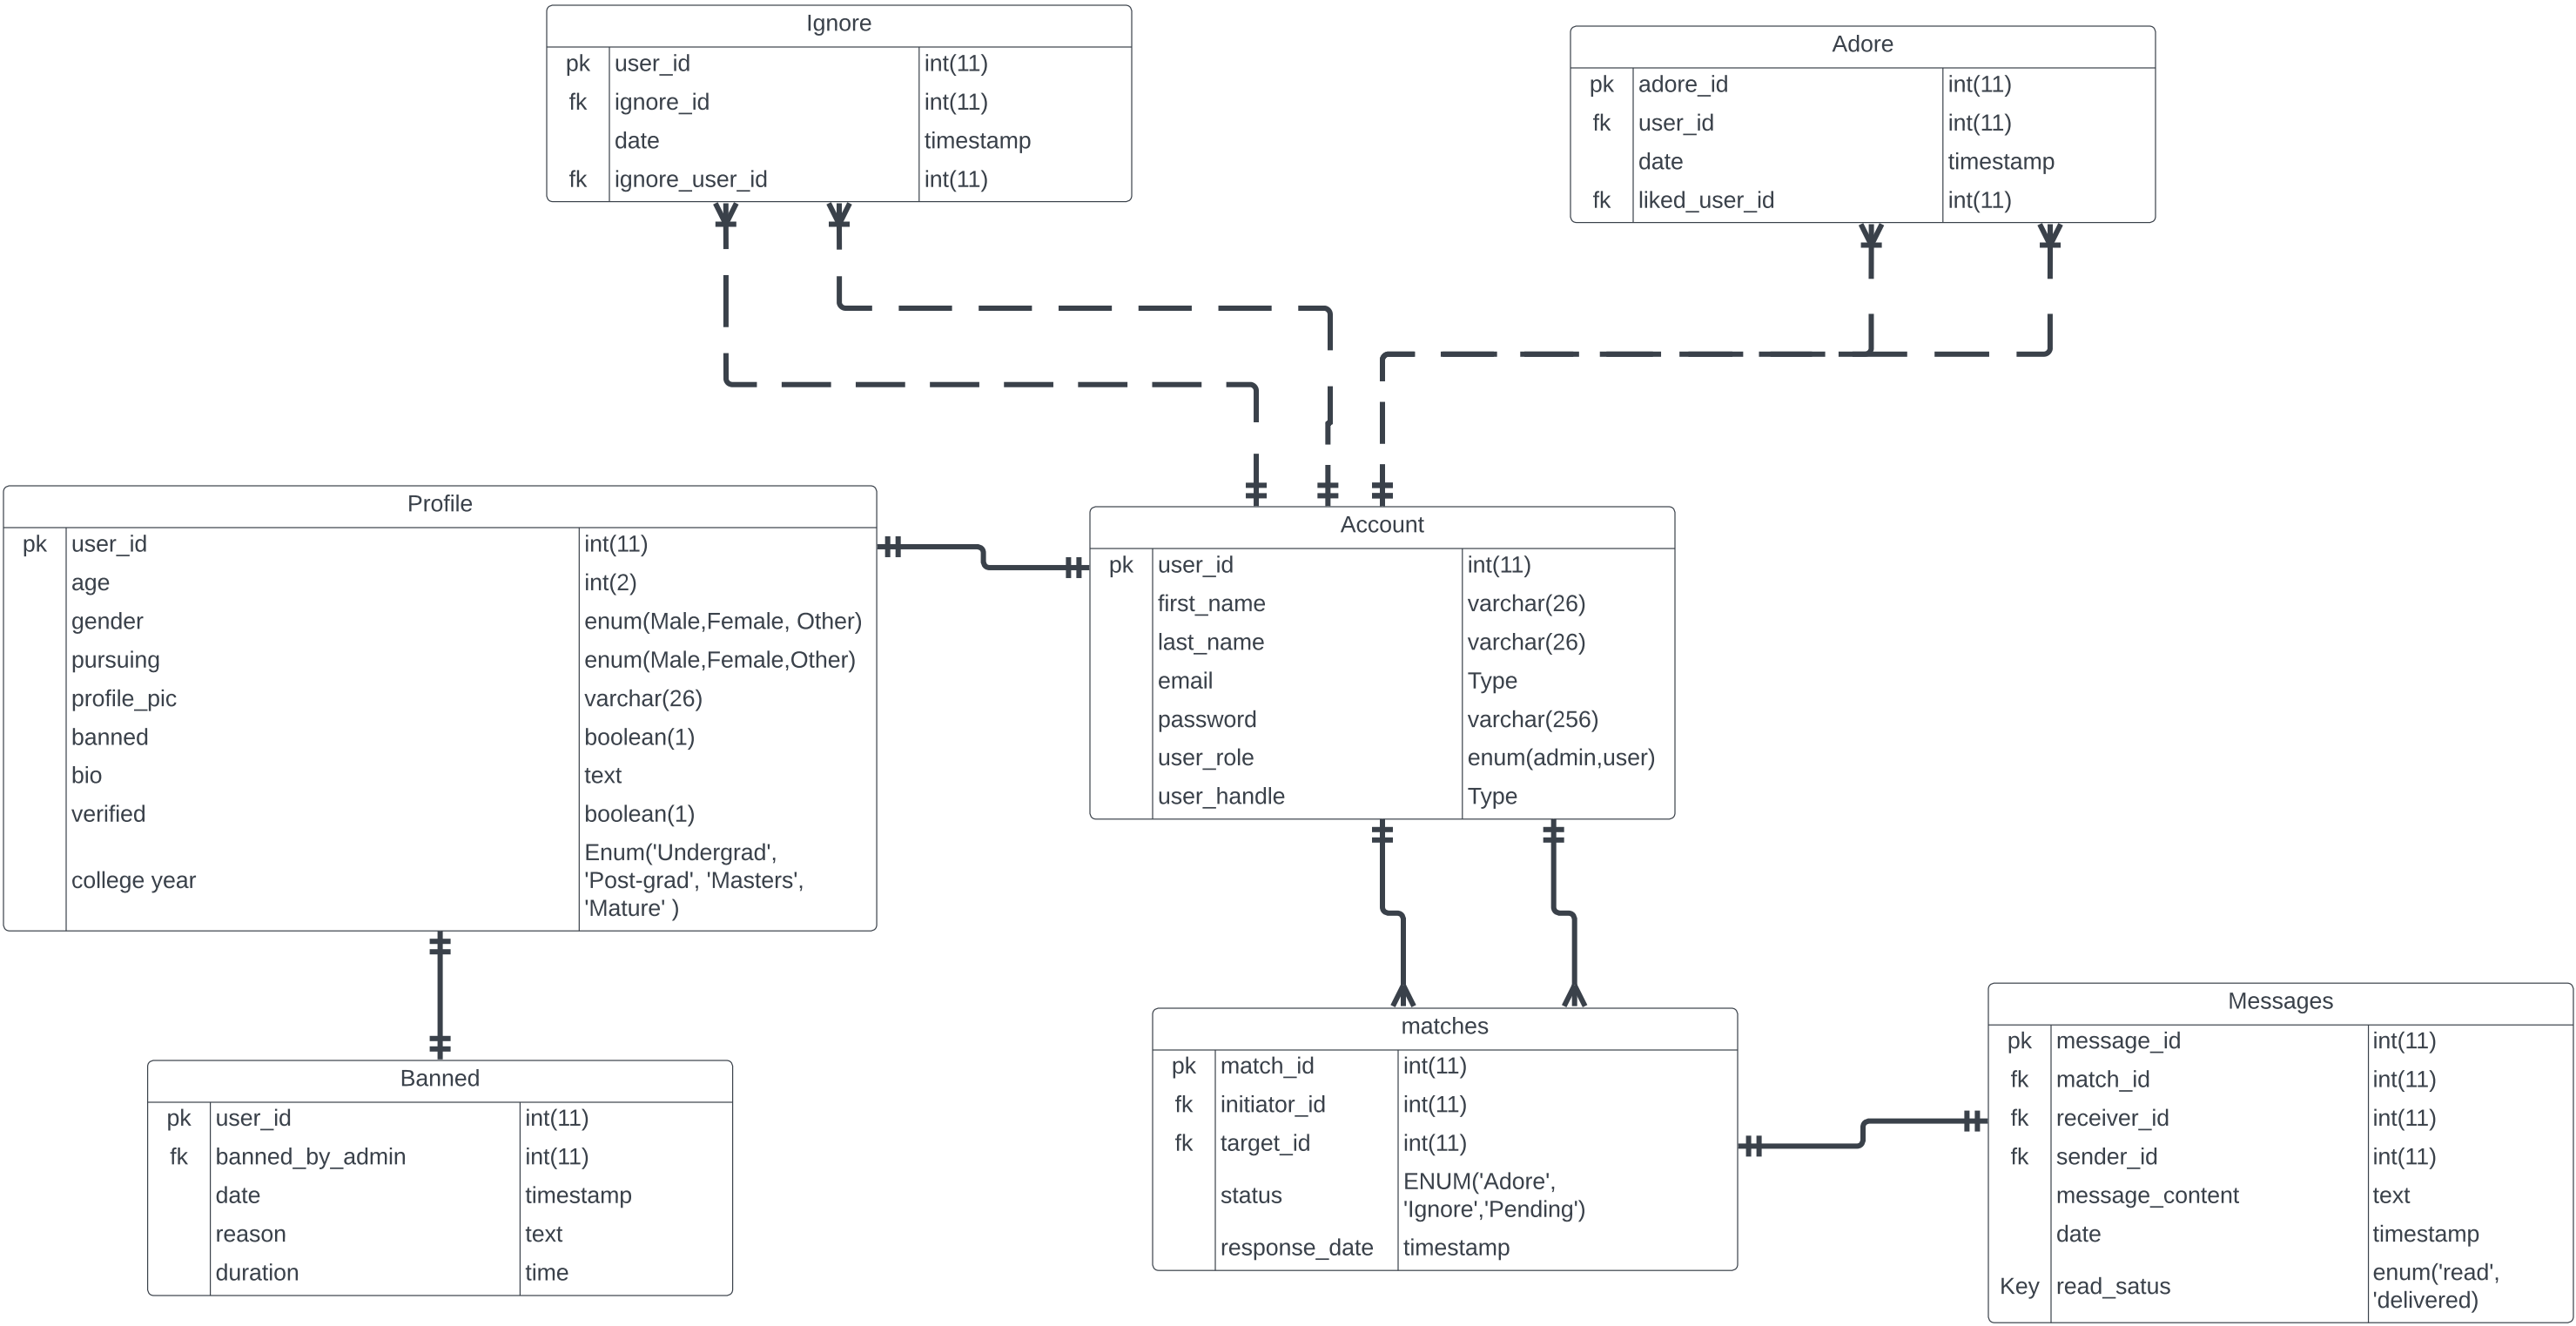 Ignore
pk user_id int(11)
fk ignore_id int(11)
date timestamp
fk ignore_user_id int(11)
Adore
pk adore_id int(11)
fk user_id int(11)
date timestamp
fk liked_user_id int(11)
Profile
pk user_id int(11)
age int(2)
gender enum(Male,Female, Other)
pursuing enum(Male,Female,Other)
profile_pic varchar(26)
banned boolean(1)
bio text
verified boolean(1)
Enum('Undergrad',
college year 'Post-grad', 'Masters',
'Mature' )
Account
pk user_id int(11)
first_name varchar(26)
last_name varchar(26)
email Type
password varchar(256)
user_role enum(admin,user)
user_handle Type
Banned
pk user_id int(11)
fk banned_by_admin int(11)
date timestamp
reason text
duration time
matches
pk match_id int(11)
fk initiator_id int(11)
fk target_id int(11)
status ENUM('Adore',
'Ignore','Pending')
response_date timestamp
Messages
pk message_id int(11)
fk match_id int(11)
fk receiver_id int(11)
fk sender_id int(11)
message_content text
date timestamp
Key read_satus enum('read',
'delivered)